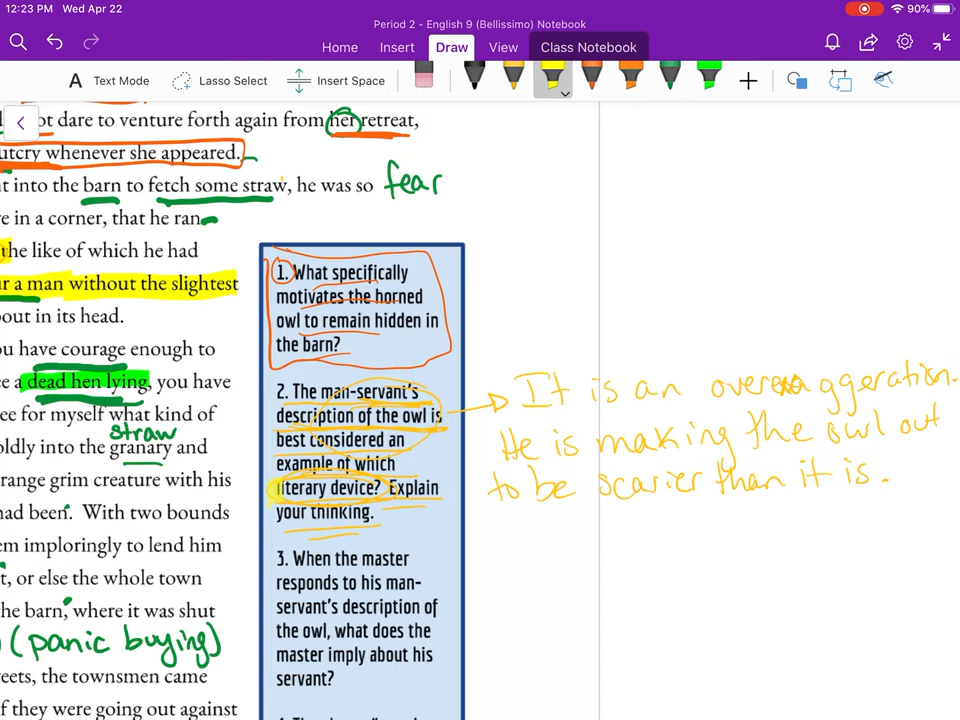 12:23 PM Wed Apr 22
90%
Period 2 - English 9 (Bellissimo) Notebook
Home Insert Draw View Class Notebook
A Text Mode Lasso Select Insert Space
ot dare to venture forth again from her retreat,
utcry whenever she appeared.
t into the barn to fetch some straw, he was so fear
e in a corner, that he ran
the like of which he had
ur a man without the slightest
out in its head.
u have courage enough to
e a dead hen lying, you have
ee for myself what kind of
straw
oldly into the granary and
range grim creature with his
had been. With two bounds
em imploringly to lend him
t, or else the whole town
he barn, where it was shut
(panic buying)
eets, the townsmen came
f they were going out against
1. What specifically
motivates the horned
owl to remain hidden in
the barn?
2. The man-servant's
description of the owl is
best considered an
example of which
literary device? Explain
your thinking.
3. When the master
responds to his man-
servant's description of
the owl, what does the
master imply about his
servant?
It is an overexaggeration.
He is making the owl out
to be scarier than it is.